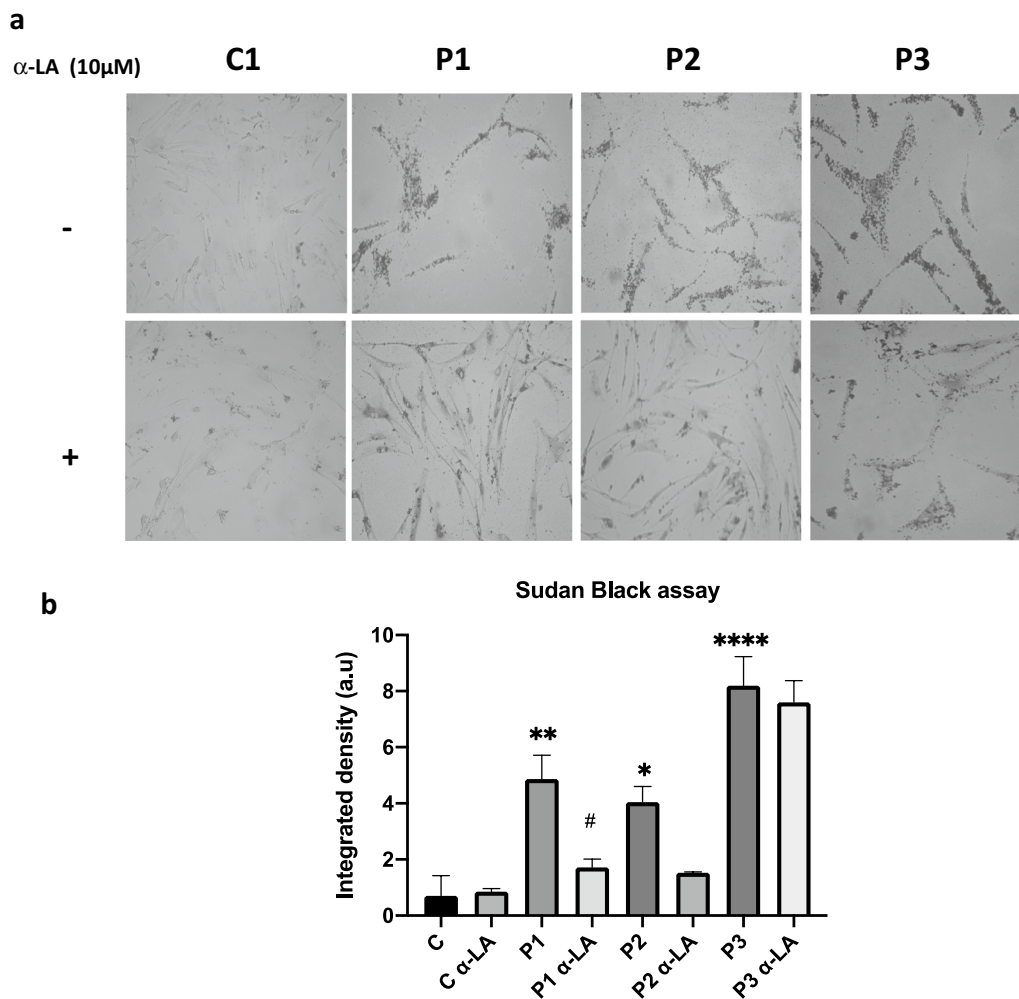 a
α-LA (10μM)
C1
P1
P2
P3
-
+
b
Sudan Black assay
Integrated density (a.u)
10
8
6
4
2
0
**
#
*
****
C
C α-LA
P1
P1 α-LA
P2
P2 α-LA
P3
P3 α-LA